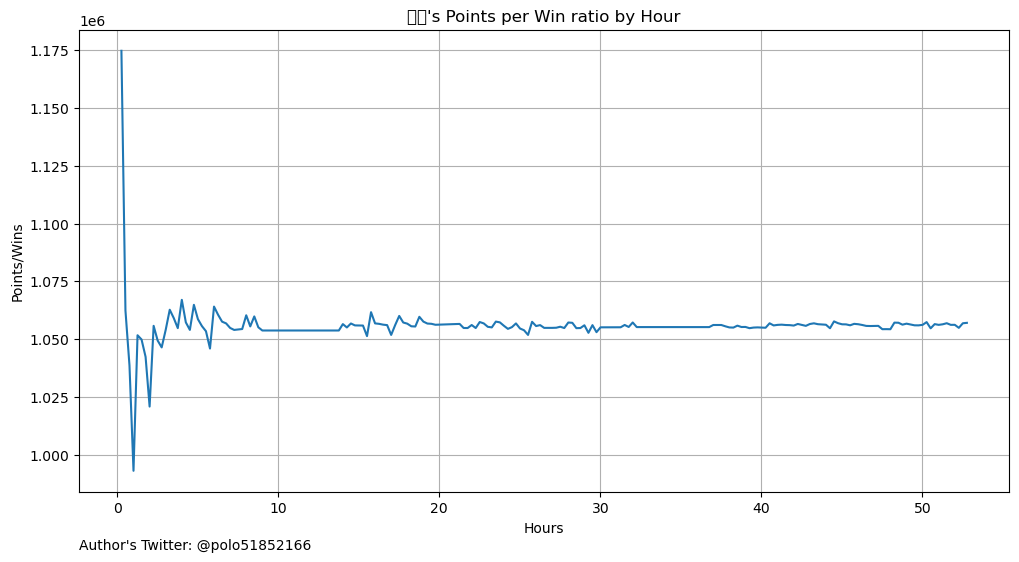 's Points per Win ratio by Hour
1e6
1.175
1.150
1.125
1.100
1.075
1.050
1.025
1.000
Points/Wins
0 10 20 30 40 50
Hours
Author's Twitter: @polo51852166